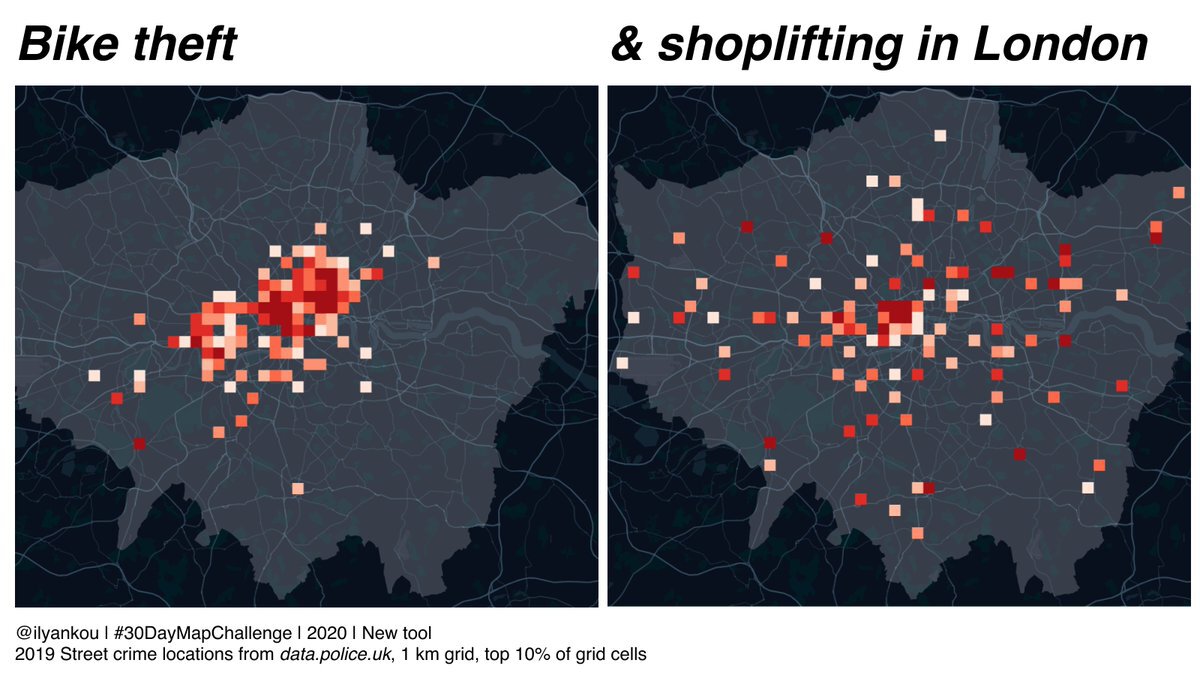 Bike theft
& shoplifting in London
@ilyankou | #30DayMapChallenge | 2020 | New tool
2019 Street crime locations from data.police.uk, 1 km grid, top 10% of grid cells